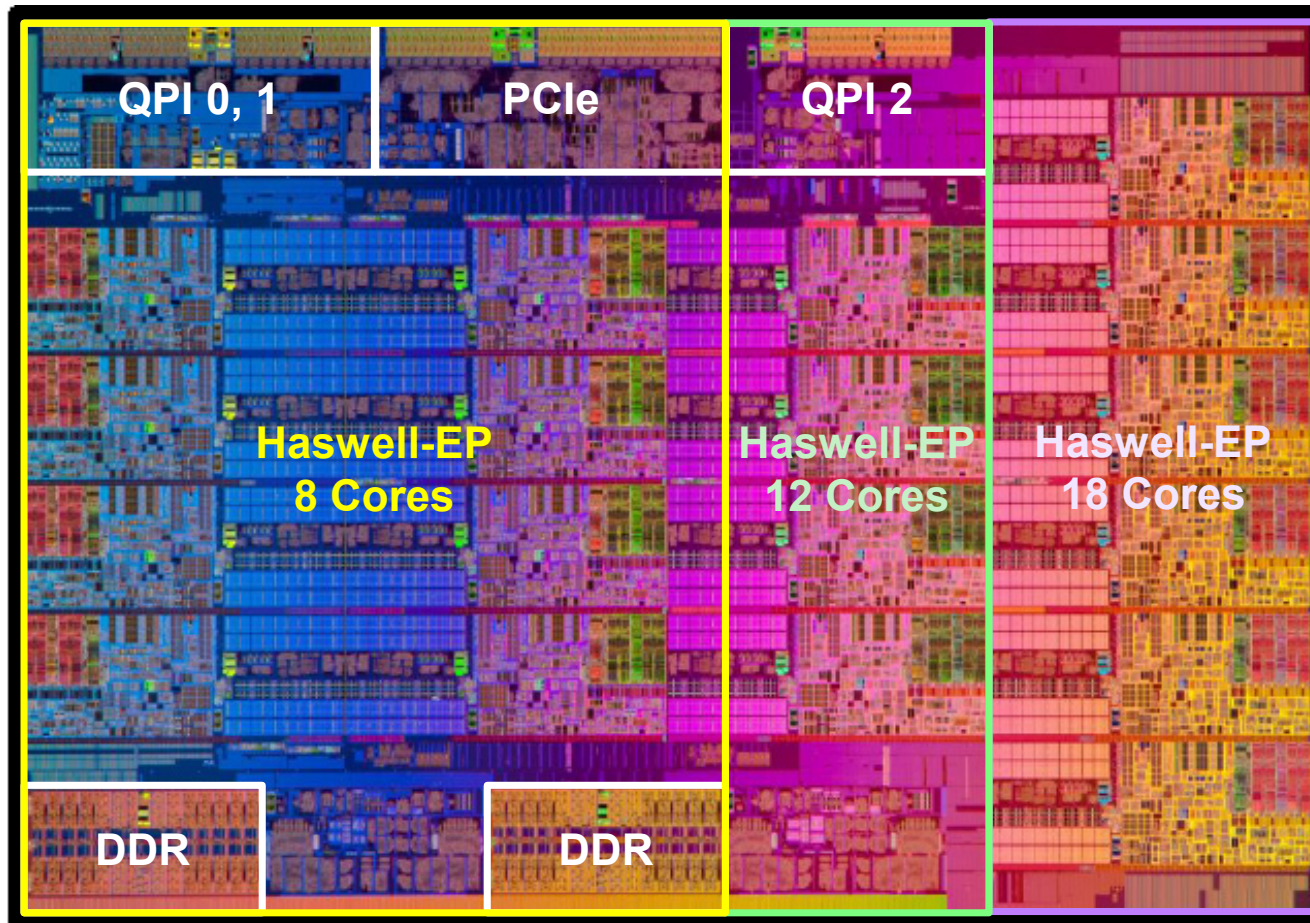 QPI 0, 1
PCIe
QPI 2
Haswell-EP
8 Cores
Haswell-EP
12 Cores
Haswell-EP
18 Cores
DDR
DDR